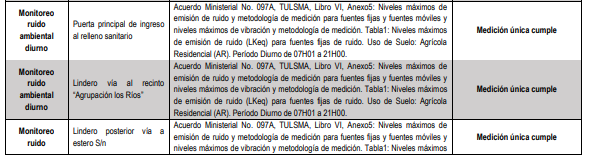 Monitoreo
ruido
ambiental
diurno
Puerta principal de ingreso
al relleno sanitario
Acuerdo Ministerial No. 097A, TULSMA, Libro VI, Anexo5: Niveles máximos de
emisión de ruido y metodología de medición para fuentes fijas y fuentes móviles y
niveles máximos de vibración y metodología de medición. Tabla1: Niveles máximos
de emisión de ruido (LKeq) para fuentes fijas de ruido. Uso de Suelo: Agrícola
Residencial (AR). Período Diurno de 07H01 a 21H00.
Medición única cumple
Monitoreo
ruido
ambiental
diurno
Lindero vía al recinto
“Agrupación los Ríos”
Acuerdo Ministerial No. 097A, TULSMA, Libro VI, Anexo5: Niveles máximos de
emisión de ruido y metodología de medición para fuentes fijas y fuentes móviles y
niveles máximos de vibración y metodología de medición. Tabla1: Niveles máximos
de emisión de ruido (LKeq) para fuentes fijas de ruido. Uso de Suelo: Agrícola
Residencial (AR). Período Diurno de 07H01 a 21H00.
Medición única cumple
Monitoreo
ruido
Lindero posterior vía a
estero S/n
Acuerdo Ministerial No. 097A, TULSMA, Libro VI, Anexo5: Niveles máximos de
emisión de ruido y metodología de medición para fuentes fijas y fuentes móviles y
niveles máximos de vibración y metodología de medición. Tabla1: Niveles máximos
Medición única cumple